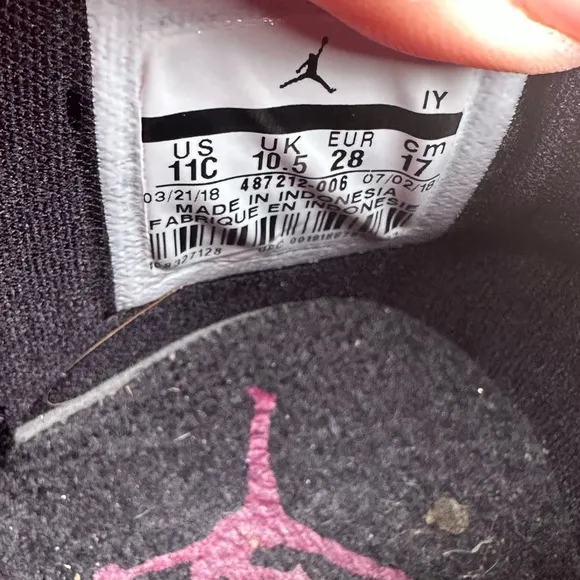 IY
US UK EUR cm
11C 10.5 28 17
03/21/18 487212-006 07/02/18
MADE IN INDONESIA
FABRIQUE EN INDONESIE